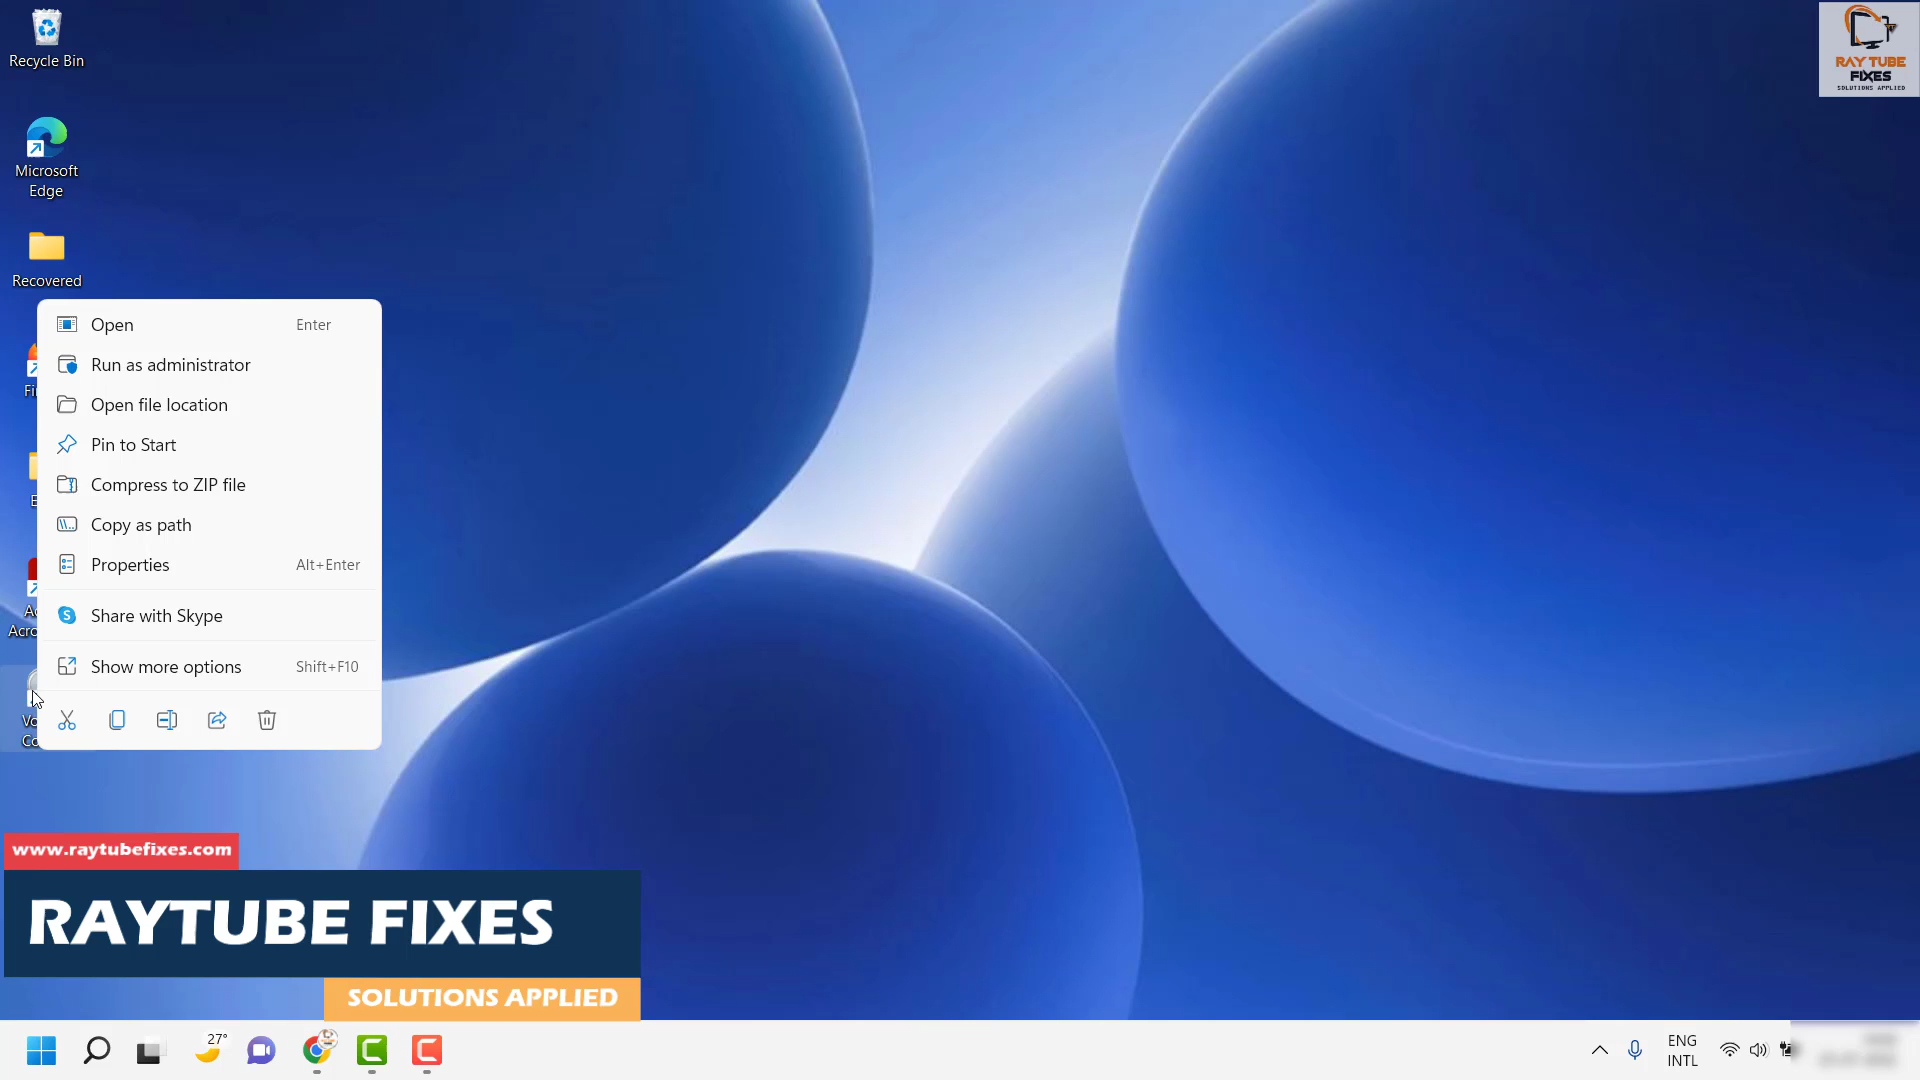 Recycle Bin
RAY TUBE
FIXES
SOLUTIONS APPLIED
Microsoft
Edge
Recovered
Open Enter
Run as administrator
Open file location
Pin to Start
Compress to ZIP file
Copy as path
Properties Alt+Enter
Share with Skype
Show more options Shift+F10
www.raytubefixes.com
RAYTUBE FIXES
SOLUTIONS APPLIED
27°
ENG
INTL